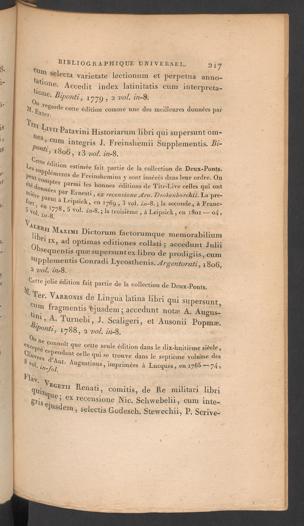 BIBLIOGRAPHIQUE UNIVERSEL. 217
cum selecta varietate lectionum et perpetua anno-
tatione. Accedit index latinitatis cum interpreta-
tione. Biponti, 1779, 2 vol. in-8.
On regarde cette édition comme une des meilleures données par
M. Exter.
TITE LIVII Patavini Historiarum libri qui supersunt om-
nes, cum integris J. Freinshemii Supplementis. Bi-
ponti, 1806, 13 vol. in-8.
Cette édition estimée fait partie de la collection de Deux-Ponts.
Les supplémens de Freinshemius y sont insérés dans leur ordre. On
peut compter parmi les bonnes éditions de Tite-Live celles qui ont
été données par Ernesti, ex recensione Arn. Drakenborckii. La pre-
mière parut à Leipsick, en 1769, 3 vol. in-8; la seconde, à Franc-
fort, en 1778, 5 vol. in-8; la troisième, à Leipsick, en 1801—04,
5 vol. in-8.
VALERII MAXIMI Dictorum factorumque memorabilium
libri IX, ad optimas editiones collati; accedunt Julii
Obsequentis quæ supersunt ex libro de prodigiis, cum
supplementis Conradi Lycosthenis. Argentorati, 1806,
2 vol. in-8.
Cette jolie édition fait partie de la collection de Deux-Ponts.
M. TER. VARRONIS de Lingua latina libri qui supersunt,
cum fragmentis ejusdem; accedunt notæ A. Augus-
tini, A. Turnebi, J. Scaligeri, et Ausonii Popmæ.
Biponti, 1788, 2 vol. in-8.
On ne connoît que cette seule édition dans le dix-huitième siècle,
excepté cependant celle qui se trouve dans le septième volume des
Œuvres d'Ant. Augustinus, imprimées à Lucques, en 1765—74,
8 vol. in-fol.
FLAV. VEGETII Renati, comitis, de Re militari libri
quinque; ex recensione Nic. Schwebelii, cum inte-
gris ejusdem, selectis Godesch. Stewechii, P. Scrive-